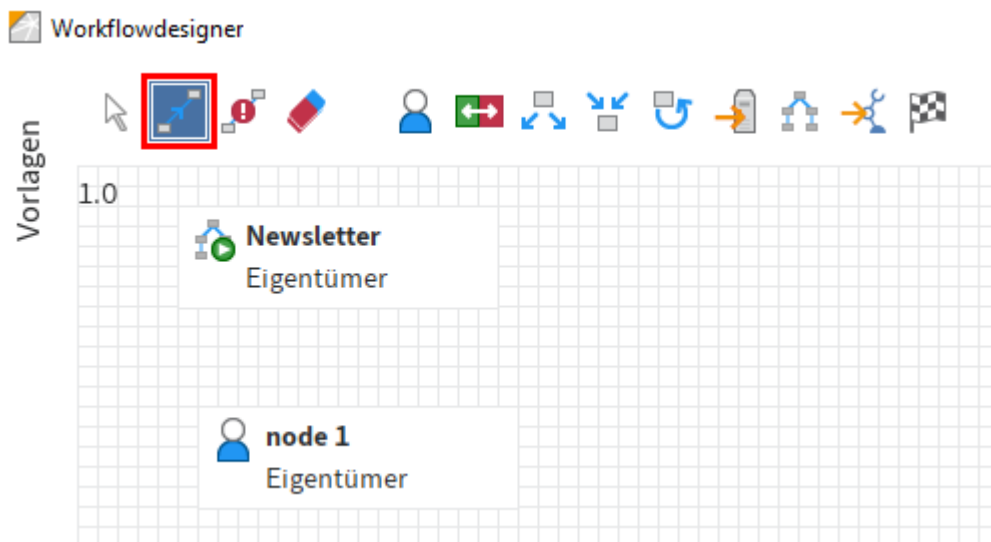 Workflowdesigner
Vorlagen
1.0
Newsletter
Eigentümer
node 1
Eigentümer